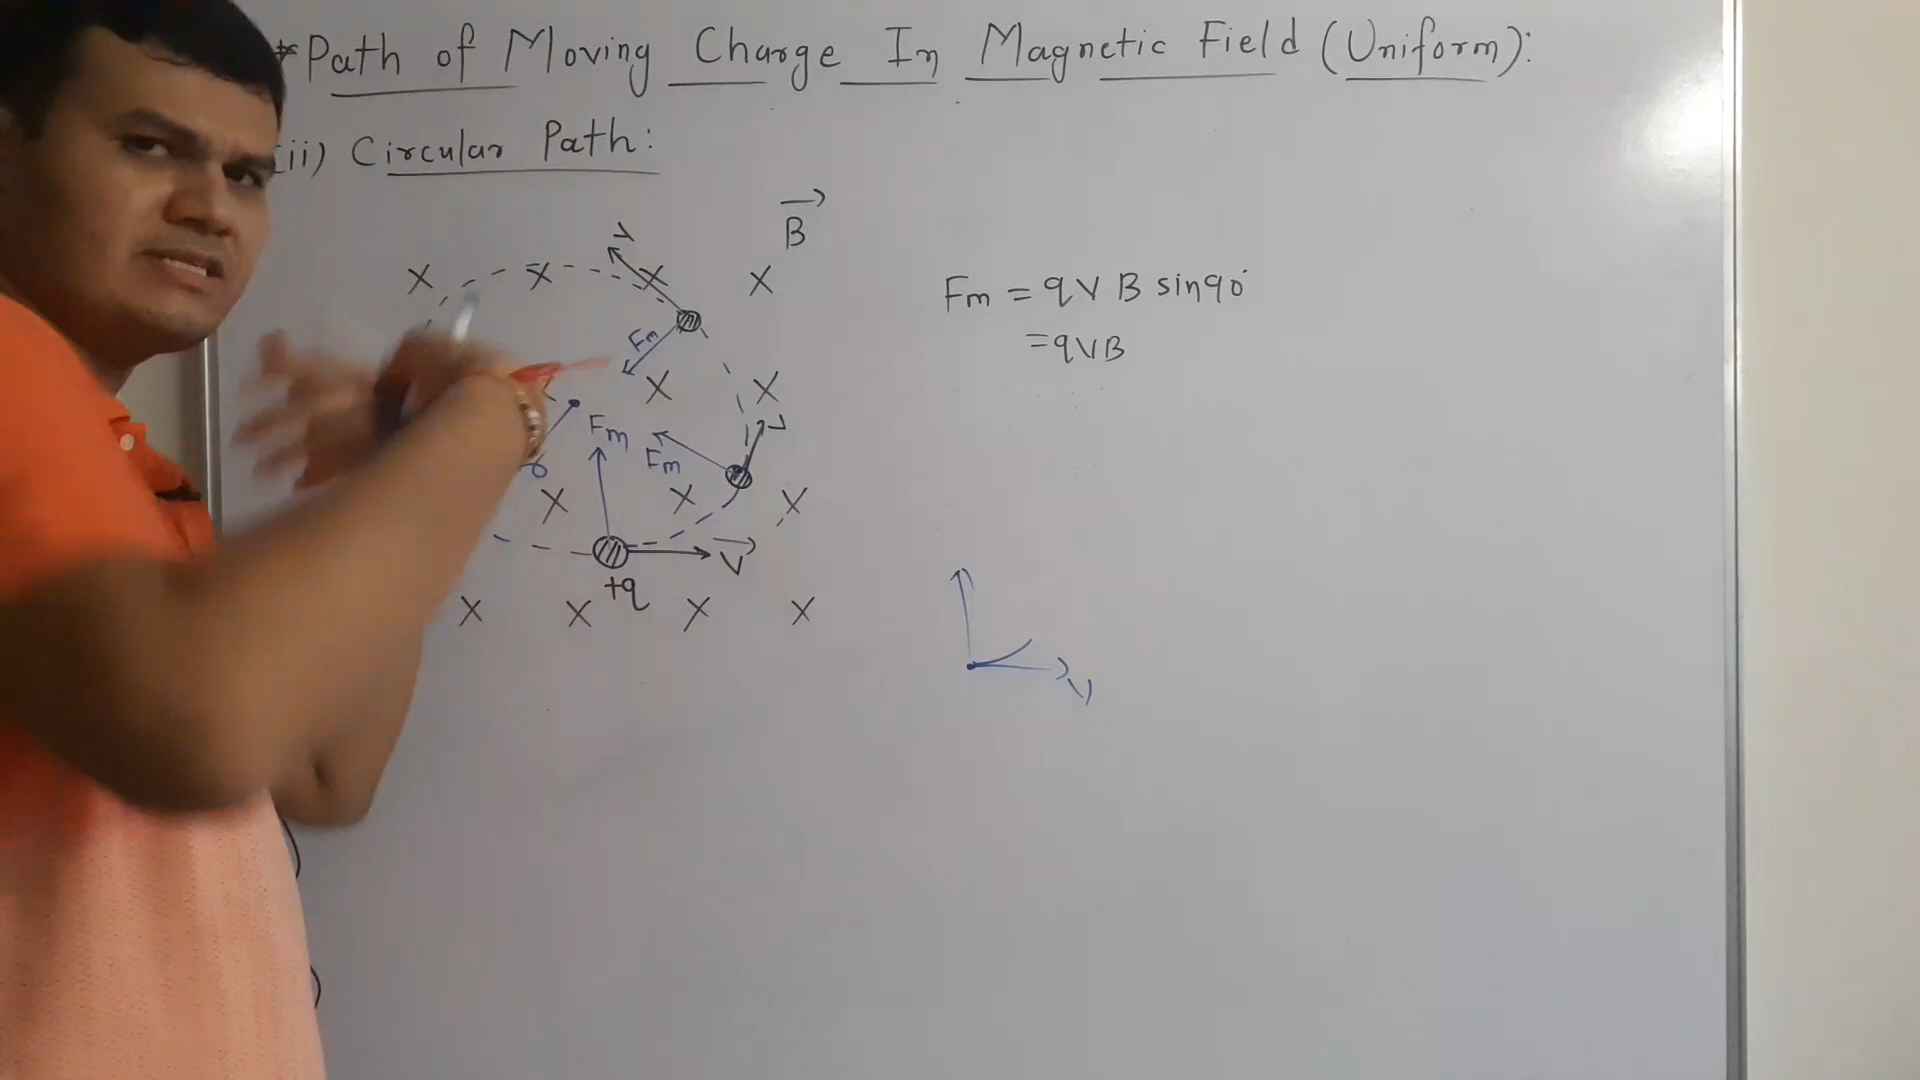 *Path of Moving Charge In Magnetic Field (Uniform):
ii) Circular Path:
B
X X X X
V
Fm
Fm = qVB sin90°
= qVB
X X
Fm
Fm
V
X X X
V
+q
X X X X
V